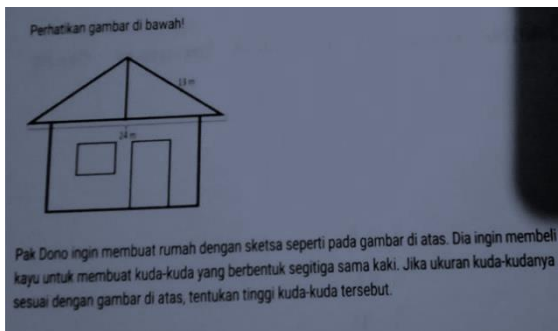 Perhatikan gambar di bawah!
13 m
24 m
Pak Dono ingin membuat rumah dengan sketsa seperti pada gambar di atas. Dia ingin membeli
kayu untuk membuat kuda-kuda yang berbentuk segitiga sama kaki. Jika ukuran kuda-kudanya
sesuai dengan gambar di atas, tentukan tinggi kuda-kuda tersebut.